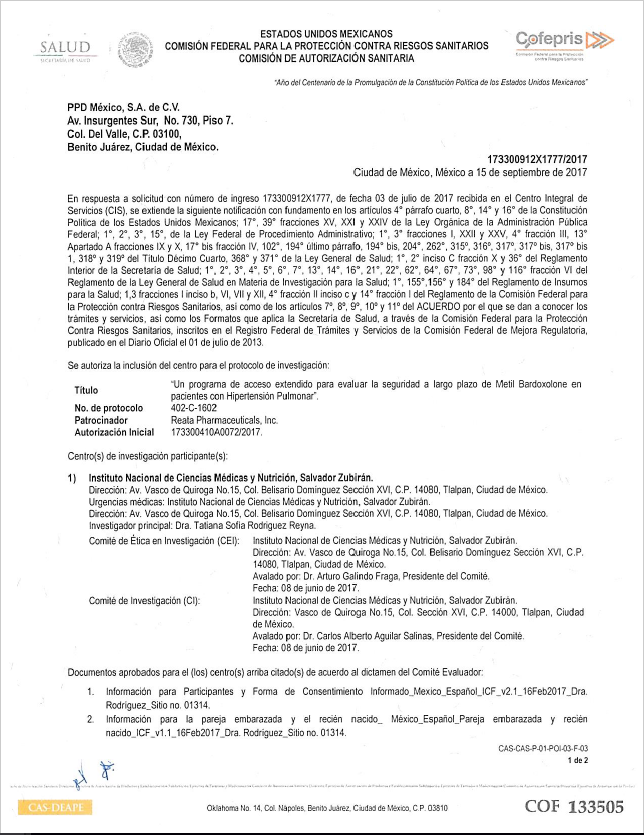 SALUD
SECRETARÍA DE SALUD
ESTADOS UNIDOS MEXICANOS
COMISIÓN FEDERAL PARA LA PROTECCIÓN CONTRA RIESGOS SANITARIOS
COMISIÓN DE AUTORIZACIÓN SANITARIA
Cofepris
Comisión Federal para la Protección
contra Riesgos Sanitarios
“Año del Centenario de la Promulgación de la Constitución Política de los Estados Unidos Mexicanos”
PPD México, S.A. de C.V.
Av. Insurgentes Sur, No. 730, Piso 7.
Col. Del Valle, C.P. 03100,
Benito Juárez, Ciudad de México.
173300912X1777/2017
Ciudad de México, México a 15 de septiembre de 2017
En respuesta a solicitud con número de ingreso 173300912X1777, de fecha 03 de julio de 2017 recibida en el Centro Integral de
Servicios (CIS), se extiende la siguiente notificación con fundamento en los artículos 4° párrafo cuarto, 8°, 14° y 16° de la Constitución
Política de los Estados Unidos Mexicanos; 17°, 39° fracciones XV, XXI y XXIV de la Ley Orgánica de la Administración Pública
Federal; 1°, 2°, 3°, 15°, de la Ley Federal de Procedimiento Administrativo; 1°, 3° fracciones I, XXII y XXV, 4° fracción III, 13°
Apartado A fracciones IX y X, 17° bis fracción IV, 102°, 194° último párrafo, 194° bis, 204°, 262°, 315º, 316°, 317º, 317º bis, 317º bis
1, 318º y 319º del Titulo Décimo Cuarto, 368° y 371° de la Ley General de Salud; 1°, 2° inciso C fracción X y 36° del Reglamento
Interior de la Secretaría de Salud; 1°, 2°, 3°, 4°, 5°, 6°, 7°, 13°, 14°, 16°, 21°, 22°, 62°, 64°, 67°, 73°, 98° y 116° fracción VI del
Reglamento de la Ley General de Salud en Materia de Investigación para la Salud; 1°, 155°,156° y 184° del Reglamento de Insumos
para la Salud; 1,3 fracciones I inciso b, VI, VII y XII, 4° fracción II inciso c y 14° fracción I del Reglamento de la Comisión Federal para
la Protección contra Riesgos Sanitarios, así como de los artículos 7º, 8º, 9º, 10º y 11º del ACUERDO por el que se dan a conocer los
trámites y servicios, así como los Formatos que aplica la Secretaría de Salud, a través de la Comisión Federal para la Protección
Contra Riesgos Sanitarios, inscritos en el Registro Federal de Trámites y Servicios de la Comisión Federal de Mejora Regulatoria,
publicado en el Diario Oficial el 01 de julio de 2013.
Se autoriza la inclusión del centro para el protocolo de investigación:
Título “Un programa de acceso extendido para evaluar la seguridad a largo plazo de Metil Bardoxolone en
pacientes con Hipertensión Pulmonar”.
No. de protocolo 402-C-1602
Patrocinador Reata Pharmaceuticals, Inc.
Autorización Inicial 173300410A0072/2017.
Centro(s) de investigación participante(s):
1) Instituto Nacional de Ciencias Médicas y Nutrición, Salvador Zubirán.
Dirección: Av. Vasco de Quiroga No.15, Col. Belisario Domínguez Sección XVI, C.P. 14080, Tlalpan, Ciudad de México.
Urgencias médicas: Instituto Nacional de Ciencias Médicas y Nutrición, Salvador Zubirán.
Dirección: Av. Vasco de Quiroga No.15, Col. Belisario Domínguez Sección XVI, C.P. 14080, Tlalpan, Ciudad de México.
Investigador principal: Dra. Tatiana Sofia Rodriguez Reyna.
Comité de Ética en Investigación (CEI): Instituto Nacional de Ciencias Médicas y Nutrición, Salvador Zubirán.
Dirección: Av. Vasco de Quiroga No.15, Col. Belisario Domínguez Sección XVI, C.P.
14080, Tlalpan, Ciudad de México.
Avalado por: Dr. Arturo Galindo Fraga, Presidente del Comité.
Fecha: 08 de junio de 2017.
Comité de Investigación (CI): Instituto Nacional de Ciencias Médicas y Nutrición, Salvador Zubirán.
Dirección: Vasco de Quiroga No.15, Col. Sección XVI, C.P. 14000, Tlalpan, Ciudad
de México.
Avalado por: Dr. Carlos Alberto Aguilar Salinas, Presidente del Comité.
Fecha: 08 de junio de 2017.
Documentos aprobados para el (los) centro(s) arriba citado(s) de acuerdo al dictamen del Comité Evaluador:
1. Información para Participantes y Forma de Consentimiento Informado_Mexico_Español_ICF_v2.1_16Feb2017_Dra.
Rodríguez_Sitio no. 01314.
2. Información para la pareja embarazada y el recién nacido_ México_Español_Pareja embarazada y recién
nacido_ICF_v1.1_16Feb2017_Dra. Rodriguez_Sitio no. 01314.
CAS-CAS-P-01-POI-03-F-03
1 de 2
CAS-DEAPE
Oklahoma No. 14, Col. Nápoles, Benito Juárez, Ciudad de México, C.P. 03810
COF 133505